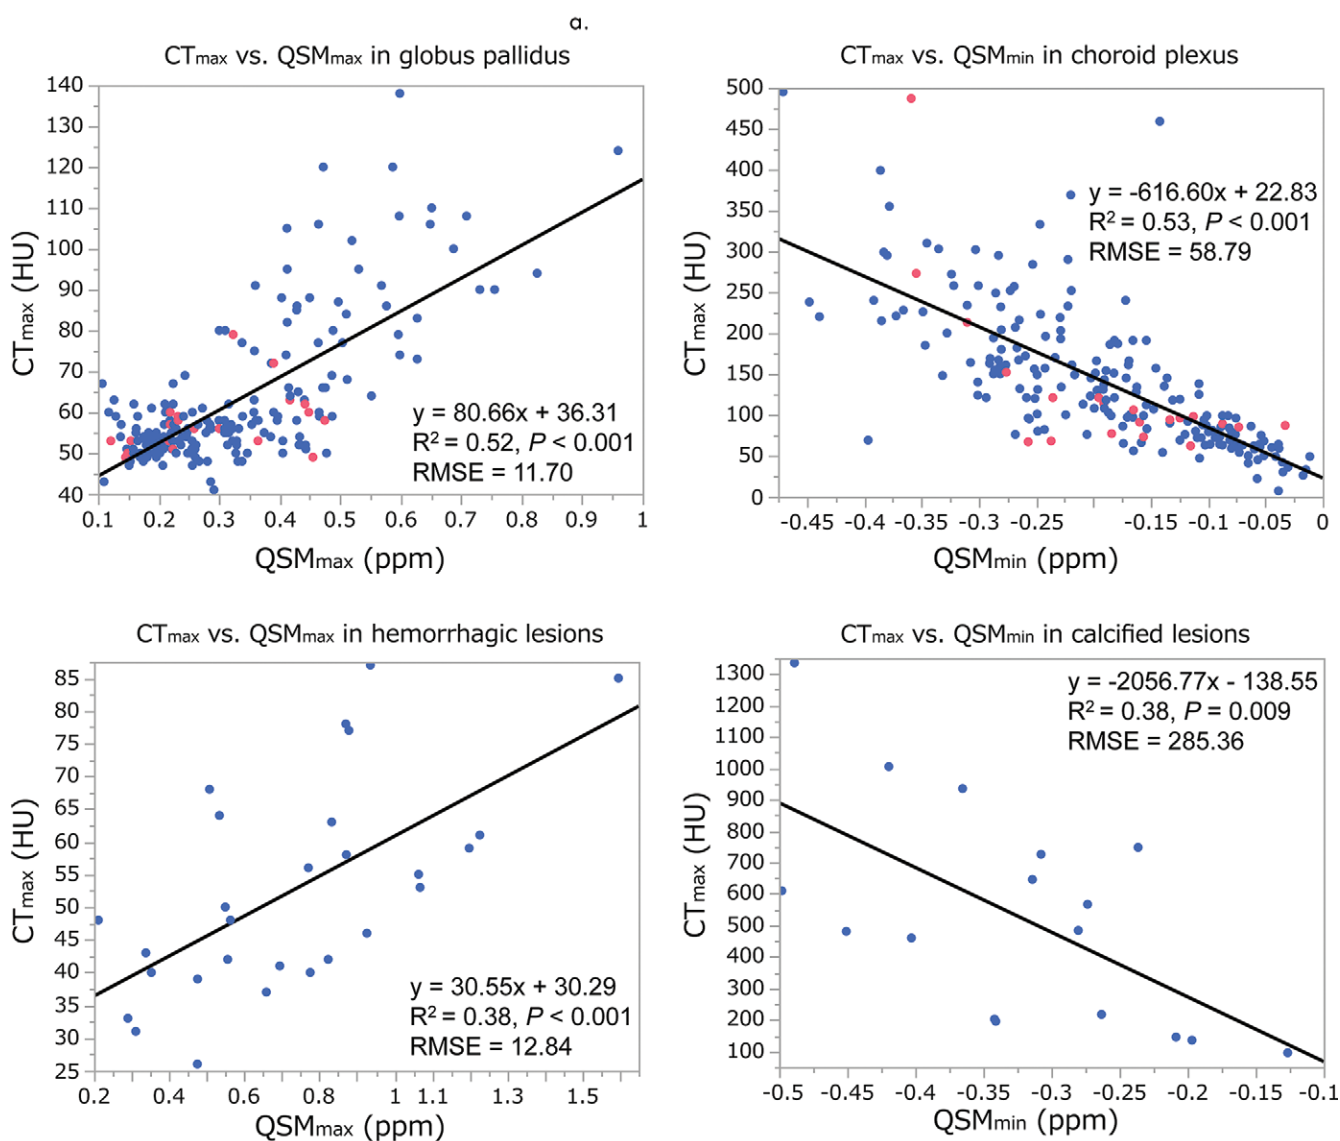 a.
CTmax vs. QSMmax in globus pallidus
140
130
120
110
100
90
80
70
60
50
40
CTmax (HU)
y = 80.66x + 36.31
R² = 0.52, P < 0.001
RMSE = 11.70
0.1 0.2 0.3 0.4 0.5 0.6 0.7 0.8 0.9 1
QSMmax (ppm)
CTmax vs. QSMmin in choroid plexus
500
450
400
350
300
250
200
150
100
50
0
CTmax (HU)
y = -616.60x + 22.83
R² = 0.53, P < 0.001
RMSE = 58.79
-0.45 -0.4 -0.35 -0.3 -0.25 -0.15 -0.1 -0.05 0
QSMmin (ppm)
CTmax vs. QSMmax in hemorrhagic lesions
85
80
75
70
65
60
55
50
45
40
35
30
25
CTmax (HU)
y = 30.55x + 30.29
R² = 0.38, P < 0.001
RMSE = 12.84
0.2 0.4 0.6 0.8 1 1.1 1.3 1.5
QSMmax (ppm)
CTmax vs. QSMmin in calcified lesions
1300
1200
1100
1000
900
800
700
600
500
400
300
200
100
CTmax (HU)
y = -2056.77x - 138.55
R² = 0.38, P = 0.009
RMSE = 285.36
-0.5 -0.45 -0.4 -0.35 -0.3 -0.25 -0.2 -0.15 -0.1
QSMmin (ppm)